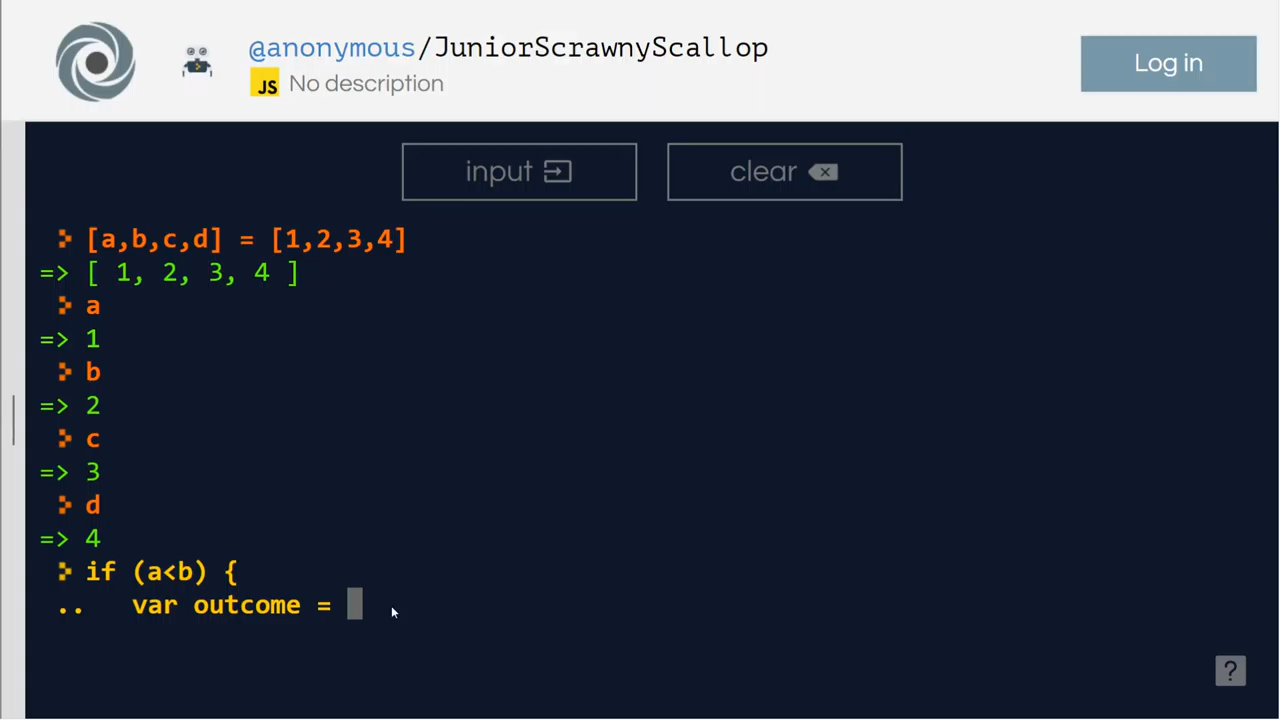 @anonymous/JuniorScrawnyScallop
JS No description
Log in
input
clear
[a,b,c,d] = [1,2,3,4]
=> [ 1, 2, 3, 4 ]
a
=> 1
b
=> 2
c
=> 3
d
=> 4
if (a<b) {
.. var outcome =
?